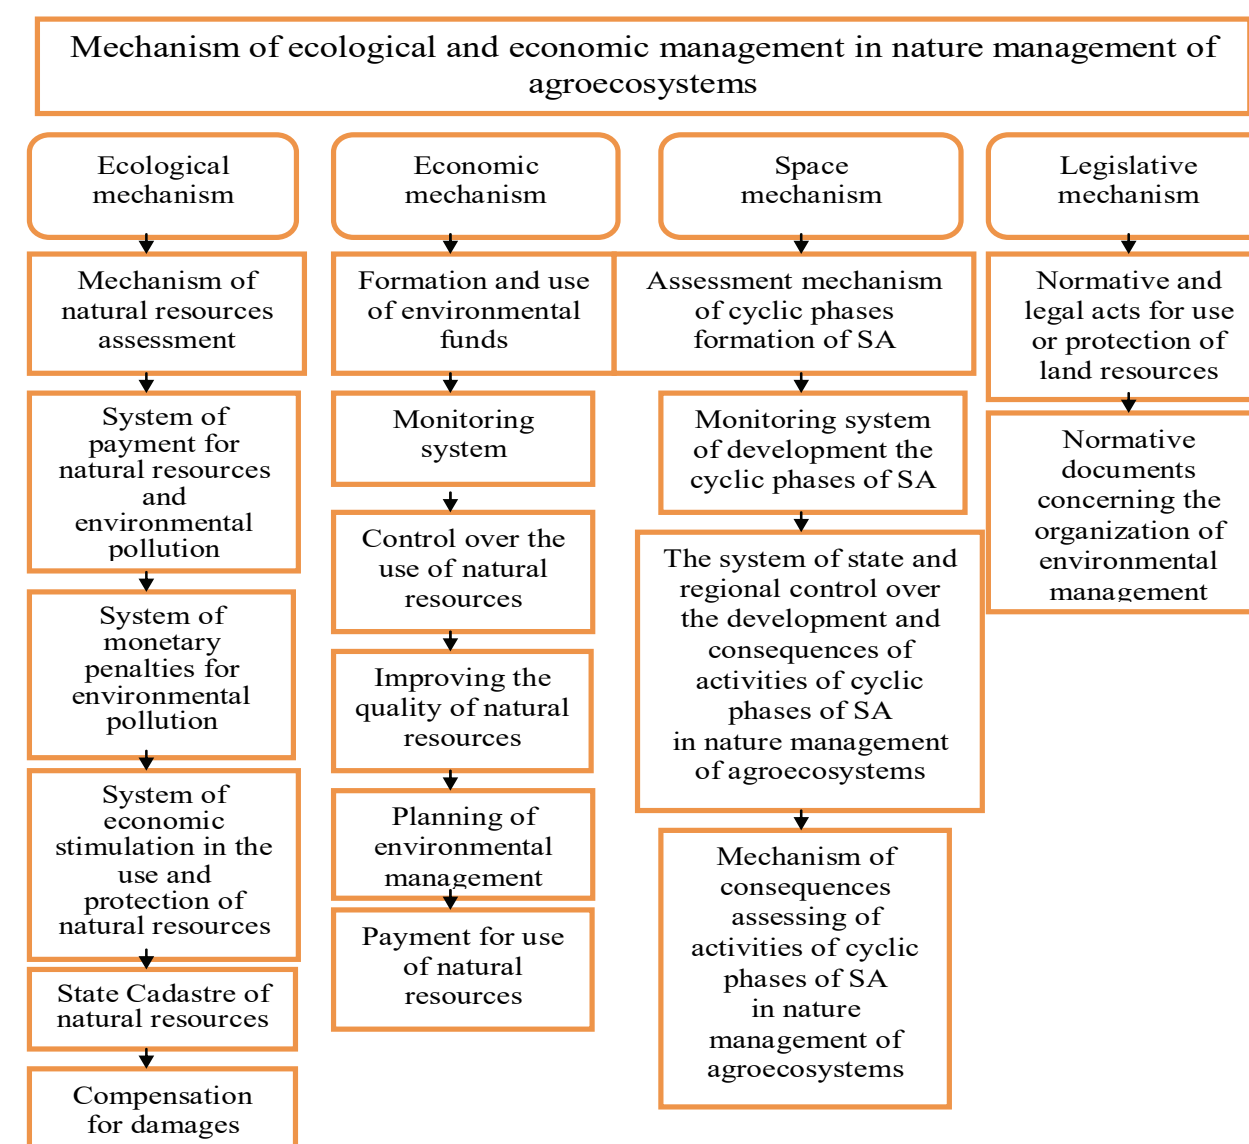 Mechanism of ecological and economic management in nature management of
agroecosystems
Ecological
mechanism
Mechanism of
natural resources
assessment
System of
payment for
natural resources
and
environmental
pollution
System of
monetary
penalties for
environmental
pollution
System of
economic
stimulation in the
use and
protection of
natural resources
State Cadastre of
natural resources
Compensation
for damages
Economic
mechanism
Formation and use
of environmental
funds
Monitoring
system
Control over the
use of natural
resources
Improving the
quality of natural
resources
Planning of
environmental
management
Payment for use
of natural
resources
Space
mechanism
Assessment mechanism
of cyclic phases
formation of SA
Monitoring system
of development the
cyclic phases of SA
The system of state and
regional control over
the development and
consequences of
activities of cyclic
phases of SA
in nature management
of agroecosystems
Mechanism of
consequences
assessing of
activities of cyclic
phases of SA
in nature
management of
agroecosystems
Legislative
mechanism
Normative and
legal acts for use
or protection of
land resources
Normative
documents
concerning the
organization of
environmental
management